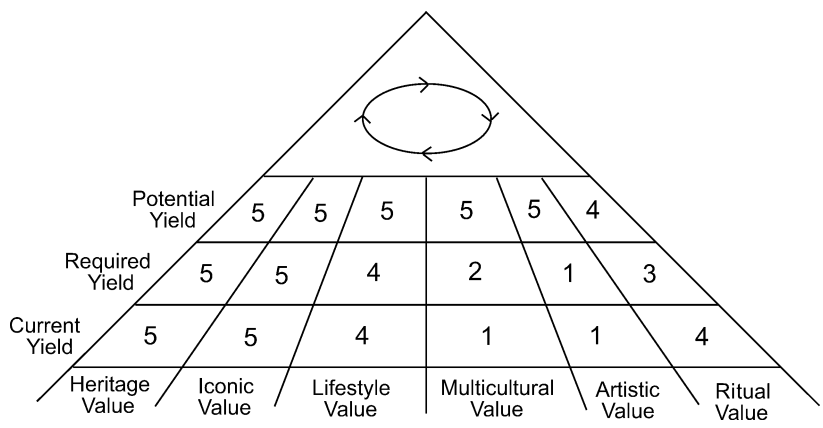 Potential
Yield
5 5 5 5 5 4
Required
Yield
5 5 4 2 1 3
Current
Yield
5 5 4 1 1 4
Heritage
Value
Iconic
Value
Lifestyle
Value
Multicultural
Value
Artistic
Value
Ritual
Value